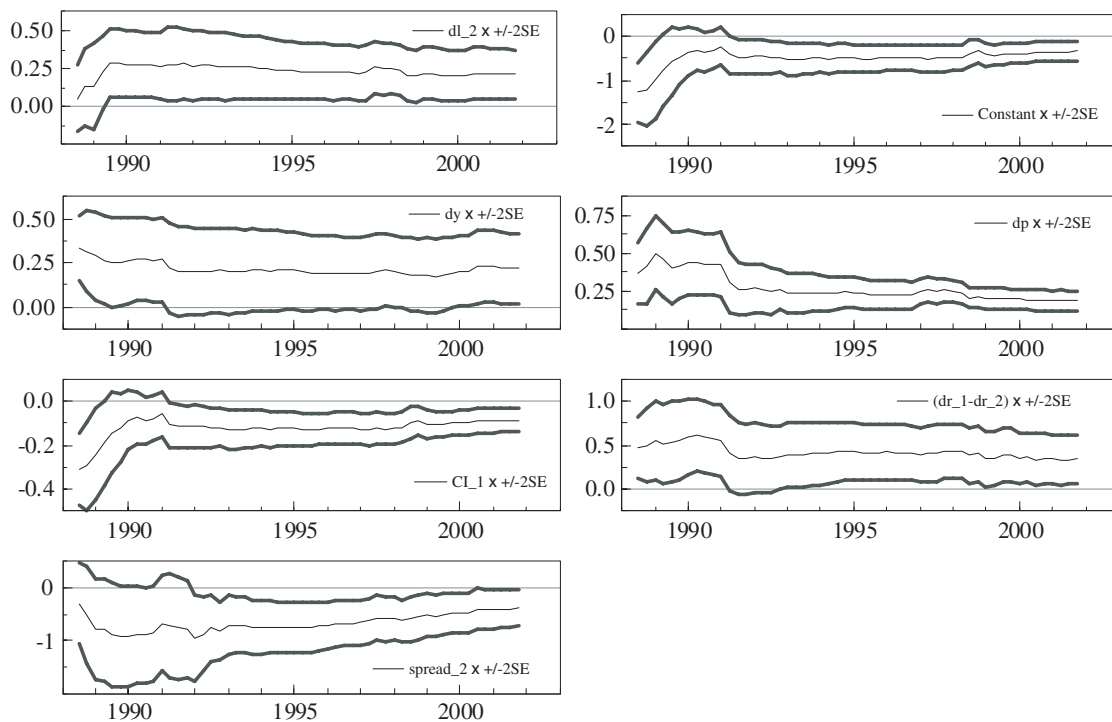 0.50
0.25
0.00
dl_2 x +/-2SE
1990 1995 2000
0
-1
-2
Constant x +/-2SE
1990 1995 2000
0.50
0.25
0.00
dy x +/-2SE
1990 1995 2000
0.75
0.50
0.25
dp x +/-2SE
1990 1995 2000
0.0
-0.2
-0.4
CI_1 x +/-2SE
1990 1995 2000
1.0
0.5
0.0
(dr_1-dr_2) x +/-2SE
1990 1995 2000
0
-1
spread_2 x +/-2SE
1990 1995 2000